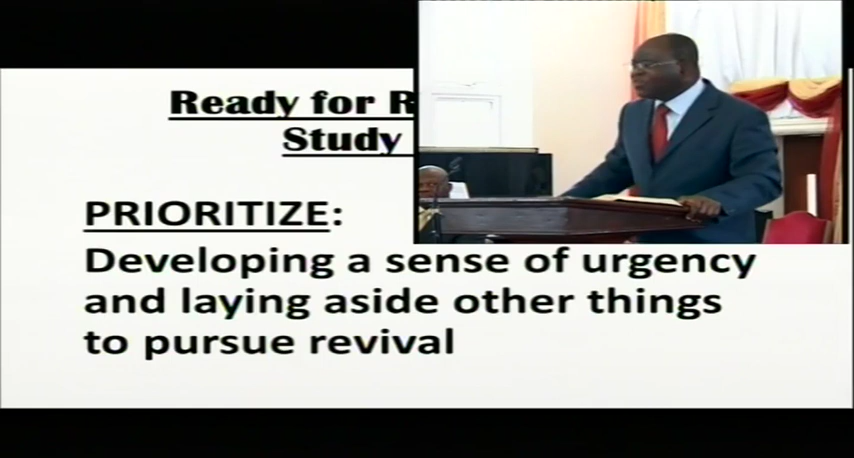 Ready for R
Study
PRIORITIZE:
Developing a sense of urgency
and laying aside other things
to pursue revival